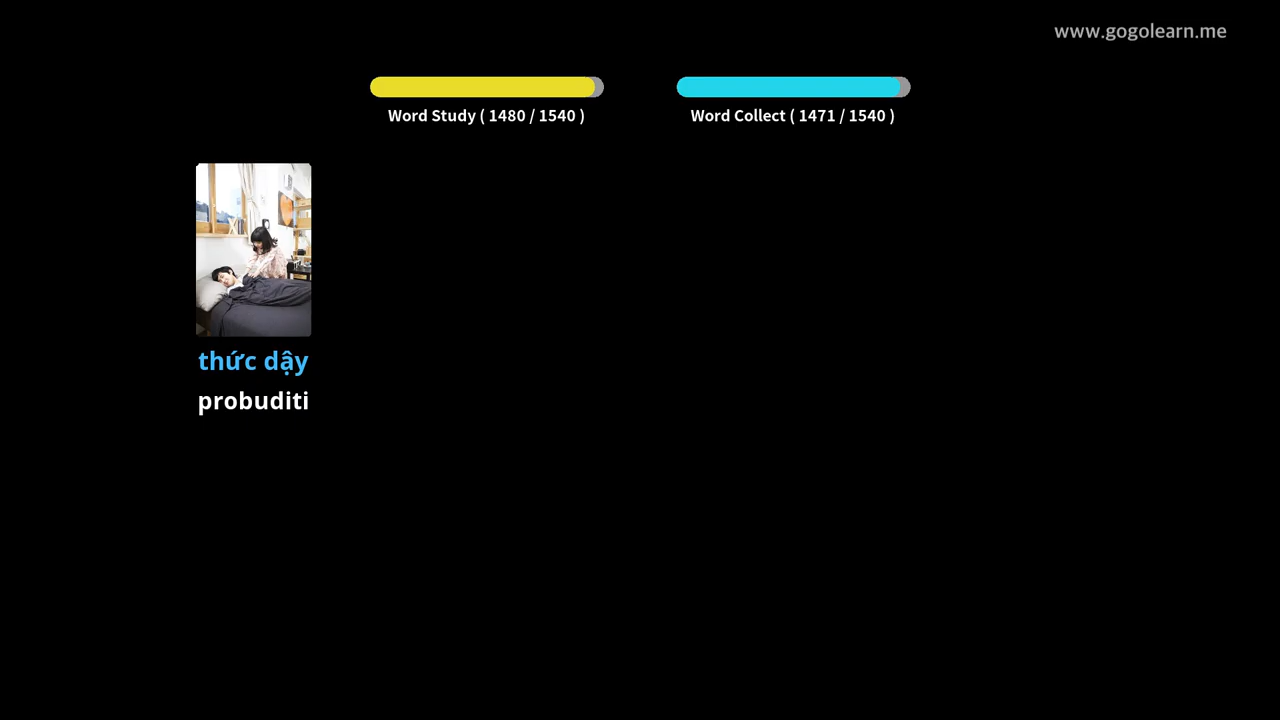 www.gogolearn.me
Word Study ( 1480 / 1540 )
Word Collect ( 1471 / 1540 )
thức dậy
probuditi